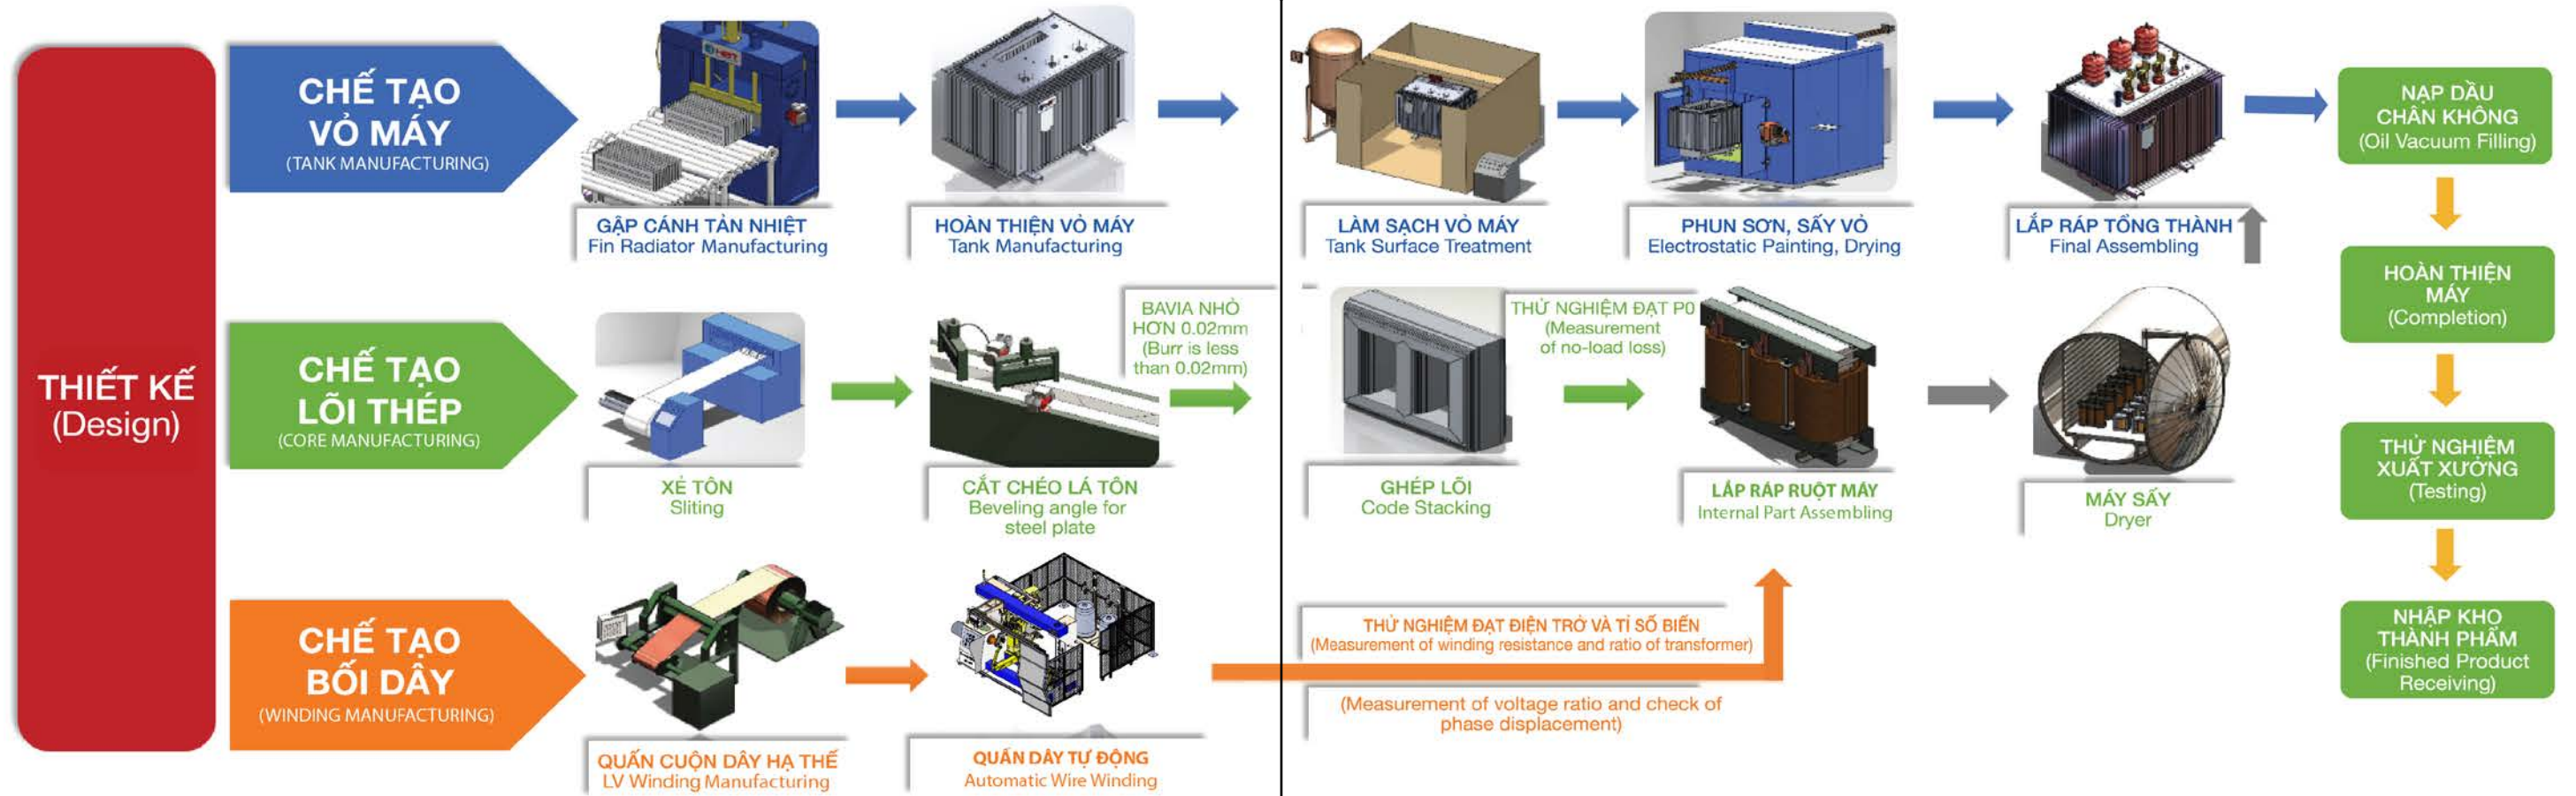 THIẾT KẾ
(Design)
CHẾ TẠO
VỎ MÁY
(TANK MANUFACTURING)
HBT
GẬP CÁNH TẢN NHIỆT
Fin Radiator Manufacturing
HOÀN THIỆN VỎ MÁY
Tank Manufacturing
LÀM SẠCH VỎ MÁY
Tank Surface Treatment
PHUN SƠN, SẤY VỎ
Electrostatic Painting, Drying
LẮP RÁP TỔNG THÀNH
Final Assembling
CHẾ TẠO
LÕI THÉP
(CORE MANUFACTURING)
XẺ TÔN
Sliting
CẮT CHÉO LÁ TÔN
Beveling angle for
steel plate
BAVIA NHỎ
HƠN 0.02mm
(Burr is less
than 0.02mm)
GHÉP LÕI
Code Stacking
THỬ NGHIỆM ĐẠT P0
(Measurement
of no-load loss)
LẮP RÁP RUỘT MÁY
Internal Part Assembling
MÁY SẤY
Dryer
CHẾ TẠO
BỐI DÂY
(WINDING MANUFACTURING)
QUẤN CUỘN DÂY HẠ THẾ
LV Winding Manufacturing
QUẤN DÂY TỰ ĐỘNG
Automatic Wire Winding
THỬ NGHIỆM ĐẠT ĐIỆN TRỞ VÀ TỈ SỐ BIẾN
(Measurement of winding resistance and ratio of transformer)
(Measurement of voltage ratio and check of
phase displacement)
NẠP DẦU
CHÂN KHÔNG
(Oil Vacuum Filling)
HOÀN THIỆN
MÁY
(Completion)
THỬ NGHIỆM
XUẤT XƯỞNG
(Testing)
NHẬP KHO
THÀNH PHẨM
(Finished Product
Receiving)